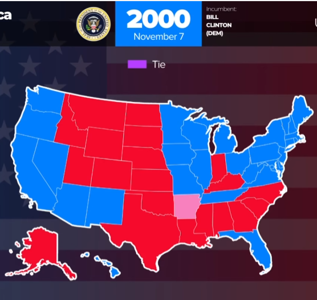 ca
2000
November 7
Incumbent:
BILL
CLINTON
(DEM)
Tie